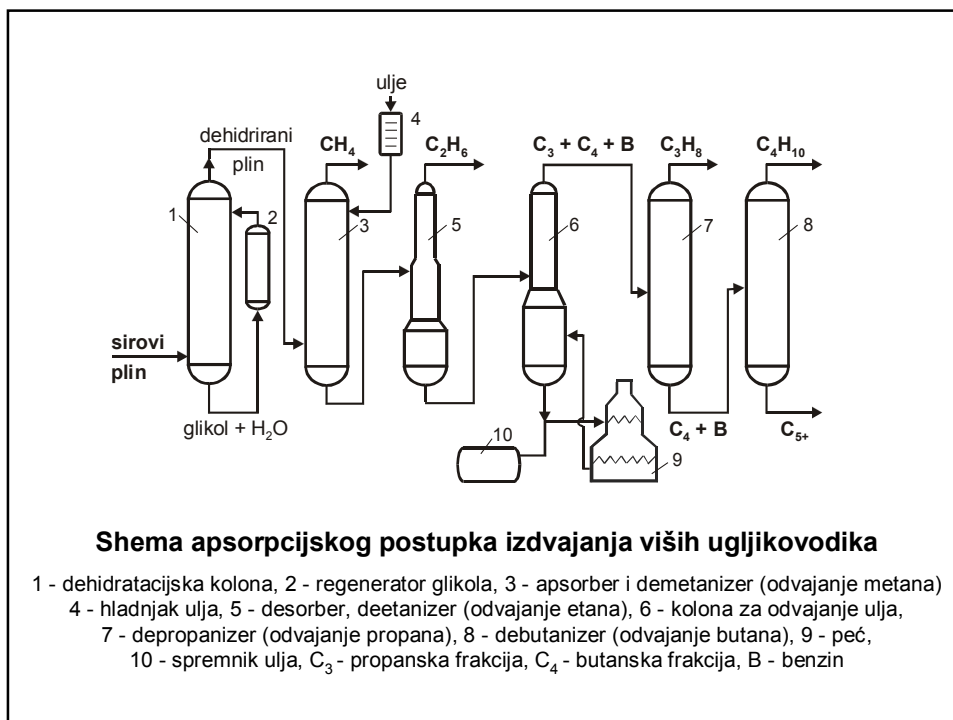 ulje
4
dehidrirani
plin
CH₄
C₂H₆
C₃ + C₄ + B
C₃H₈
C₄H₁₀
1
2
3
5
6
7
8
sirovi
plin
glikol + H₂O
10
9
C₄ + B
C₅₊
Shema apsorpcijskog postupka izdvajanja viših ugljikovodika
1 - dehidratacijska kolona, 2 - regenerator glikola, 3 - apsorber i demetanizer (odvajanje metana)
4 - hladnjak ulja, 5 - desorber, deetanizer (odvajanje etana), 6 - kolona za odvajanje ulja,
7 - depropanizer (odvajanje propana), 8 - debutanizer (odvajanje butana), 9 - peć,
10 - spremnik ulja, C₃ - propanska frakcija, C₄ - butanska frakcija, B - benzin